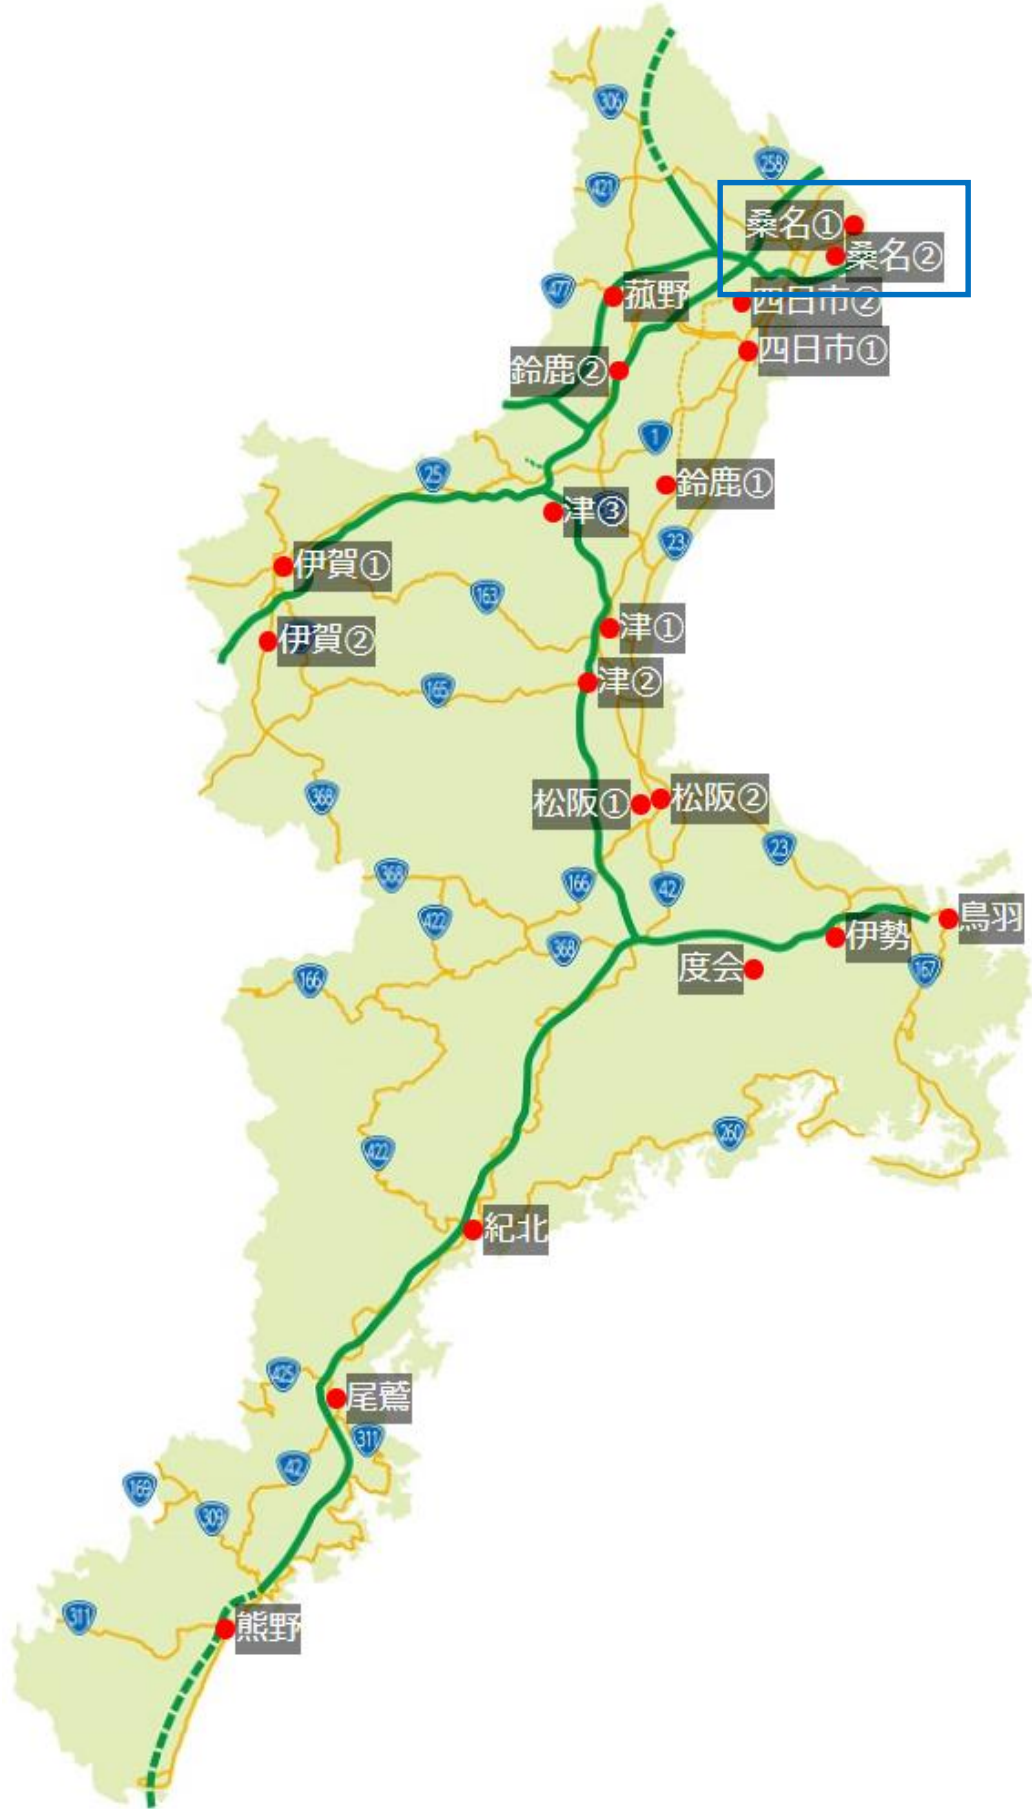 306
258
421
桑名①
桑名②
477
菰野
四日市②
四日市①
鈴鹿②
1
25
鈴鹿①
津③
23
伊賀①
163
津①
伊賀②
津②
165
松阪①
松阪②
368
23
368
166
42
422
鳥羽
伊勢
368
度会
167
166
260
422
紀北
425
尾鷲
311
42
169
309
311
熊野